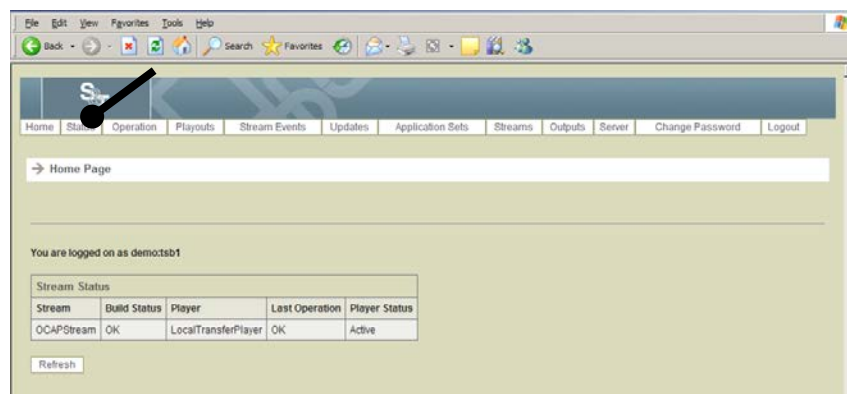 File Edit View Favorites Tools Help
Back Search Favorites
S
Home Status Operation Playouts Stream Events Updates Application Sets Streams Outputs Server Change Password Logout
Home Page
You are logged on as demo:tsb1
Stream Status
Stream Build Status Player Last Operation Player Status
OCAPStream OK LocalTransferPlayer OK Active
Refresh